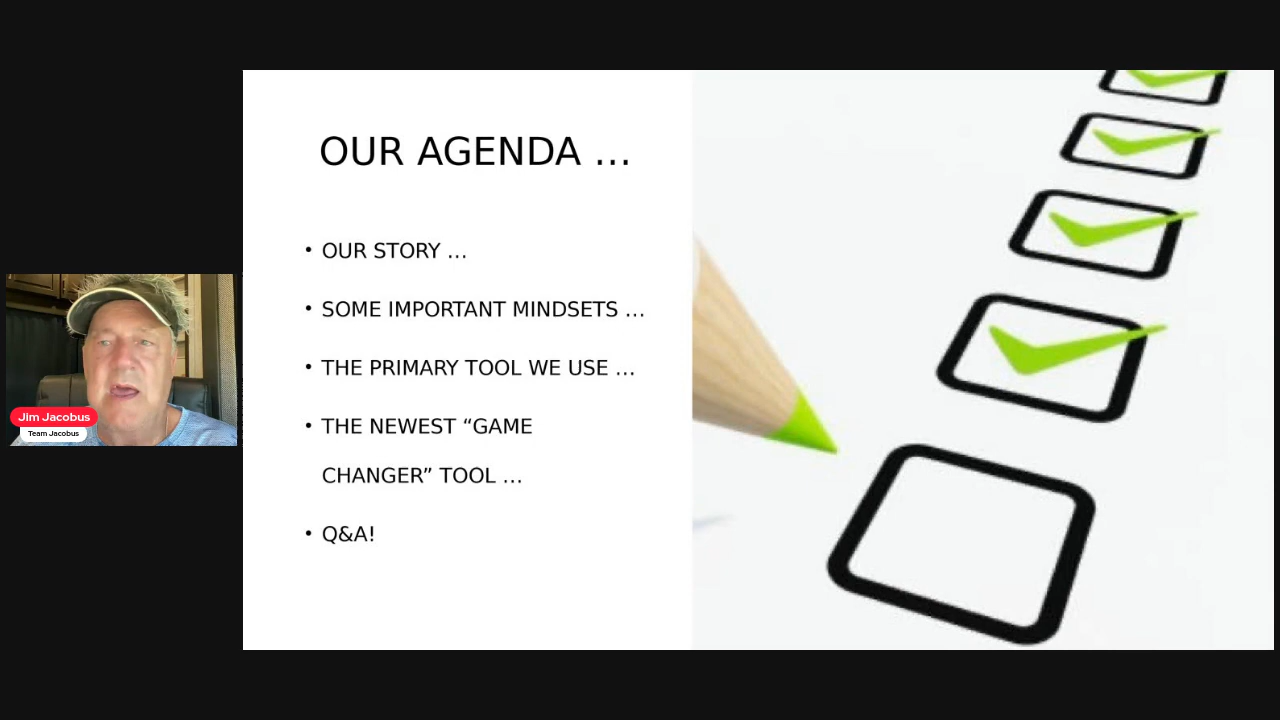 OUR AGENDA …
• OUR STORY …
• SOME IMPORTANT MINDSETS …
• THE PRIMARY TOOL WE USE …
• THE NEWEST “GAME
CHANGER” TOOL …
• Q&A!
Jim Jacobus
Team Jacobus